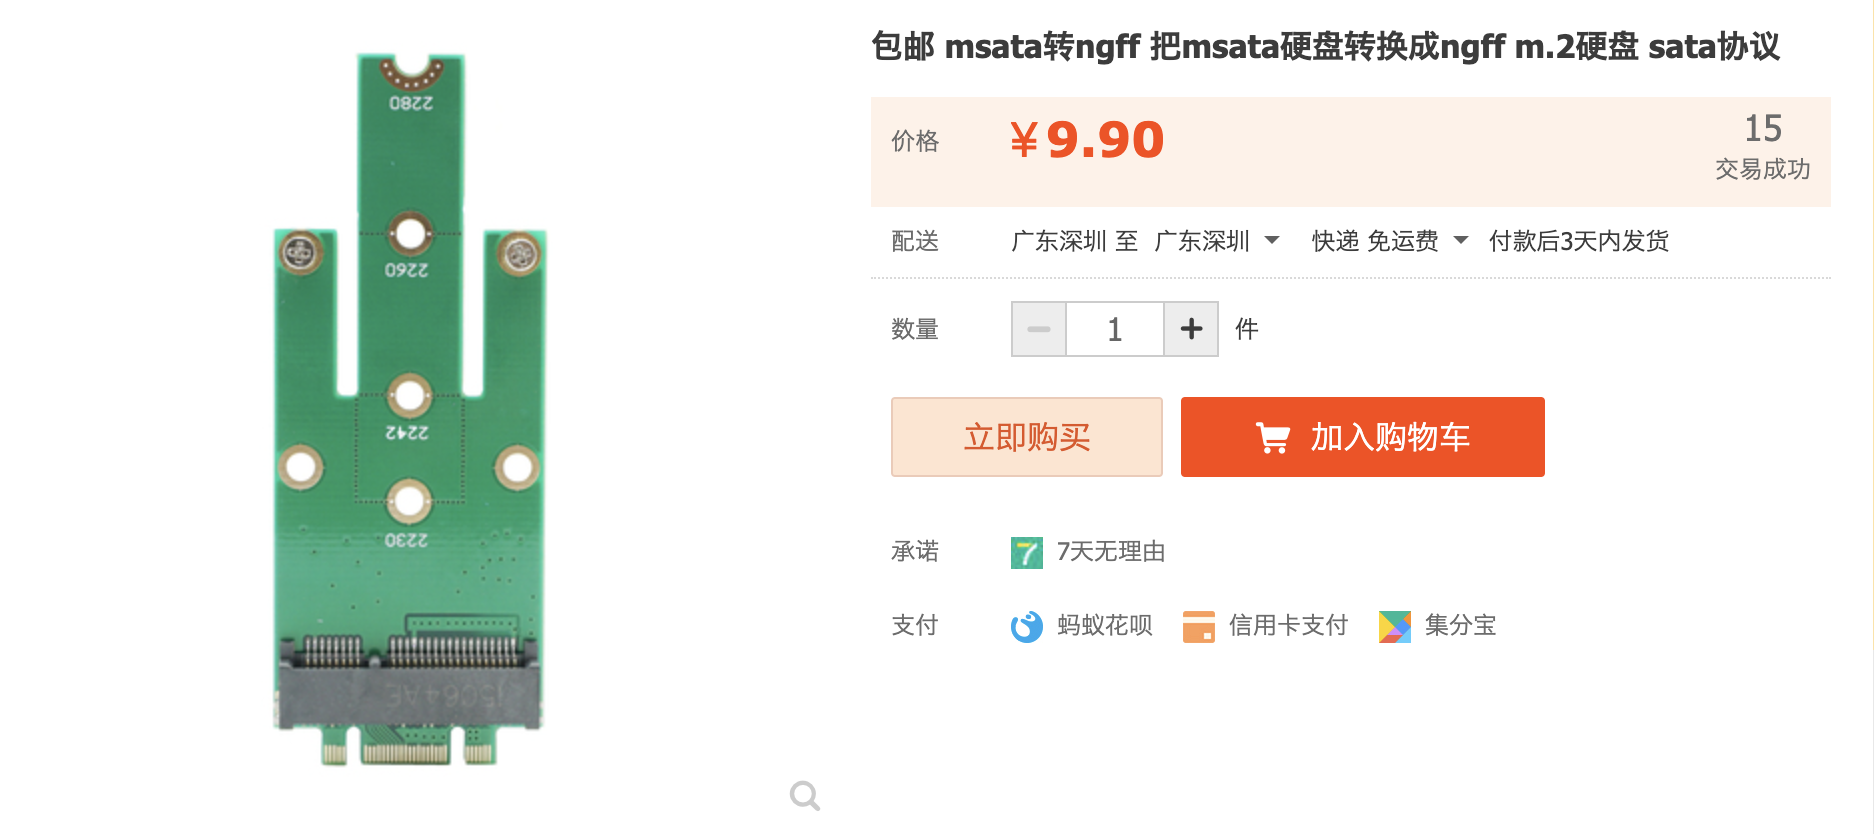 包邮 msata转ngff 把msata硬盘转换成ngff m.2硬盘 sata协议
价格 ¥9.90 15
交易成功
配送 广东深圳 至 广东深圳 快递 免运费 付款后3天内发货
数量 1 件
立即购买 加入购物车
承诺 7 7天无理由
支付 蚂蚁花呗 信用卡支付 集分宝
2280
2260
2242
2230